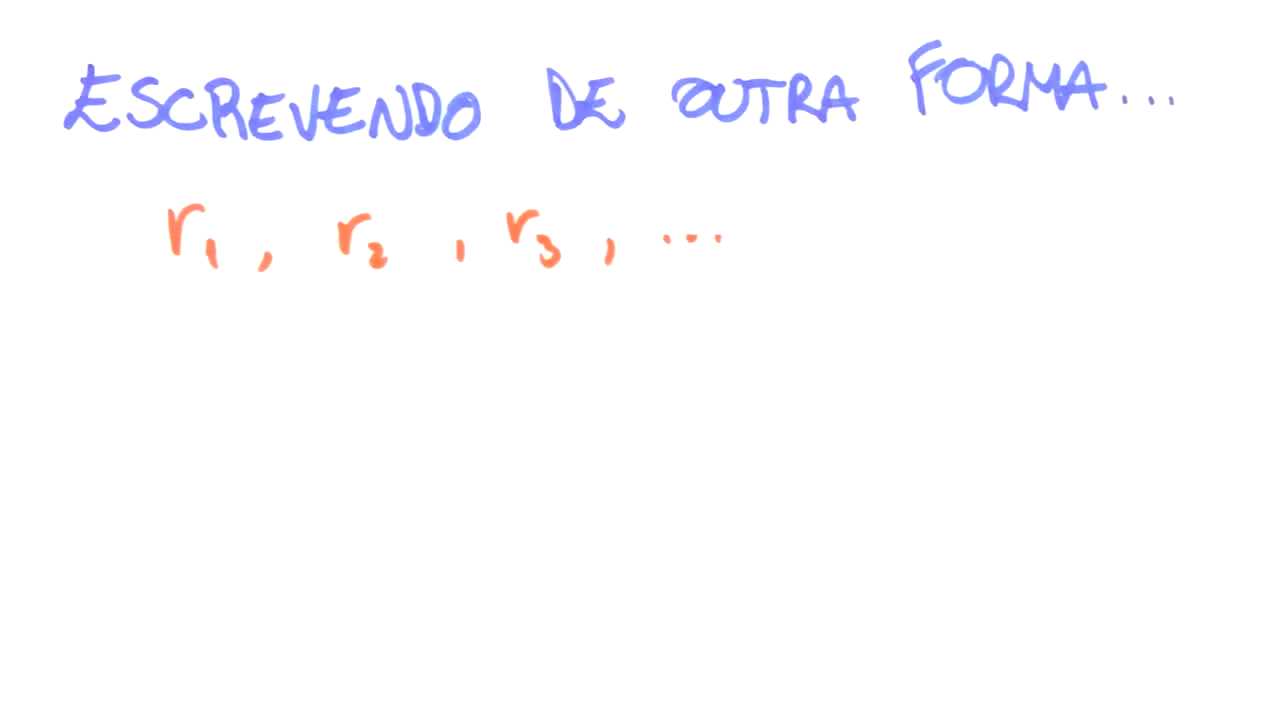 ESCREVENDO DE OUTRA FORMA...
r₁, r₂, r₃, ...